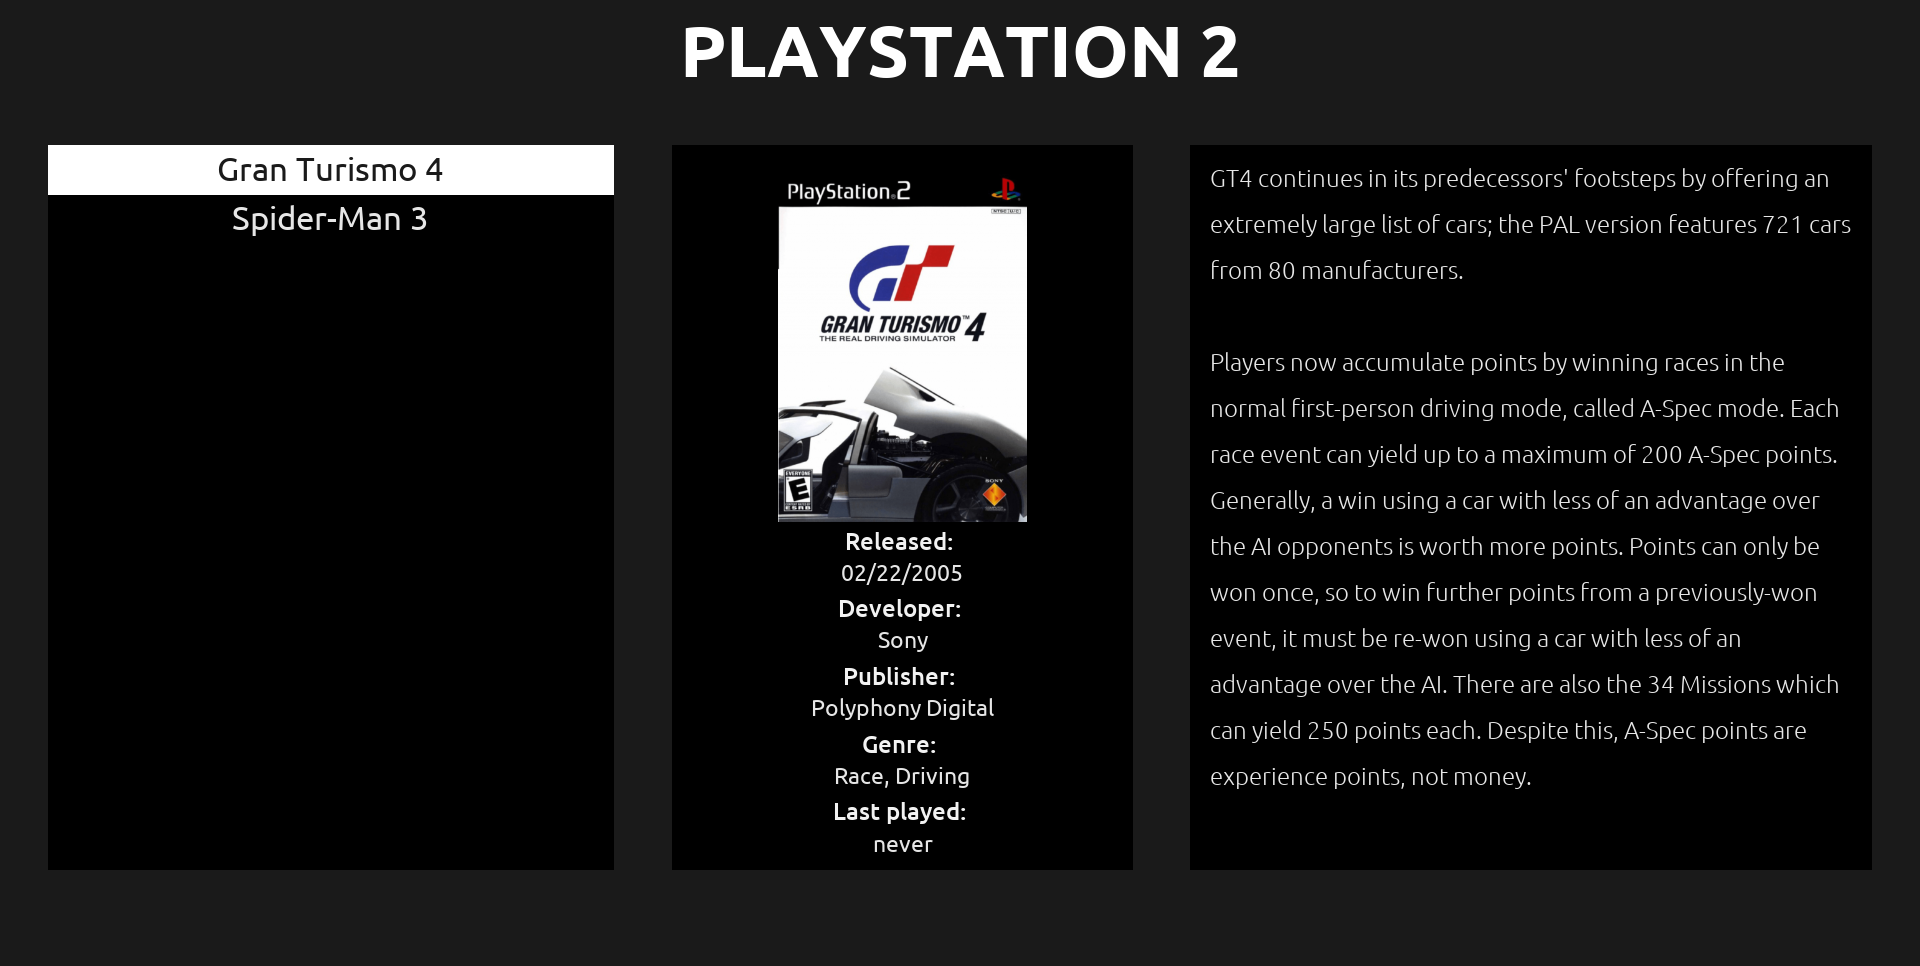 PLAYSTATION 2
Gran Turismo 4
Spider-Man 3
PlayStation.2
NTSC U/C
GRAN TURISMO™4
THE REAL DRIVING SIMULATOR
EVERYONE
E
ESRB
SONY
Released:
02/22/2005
Developer:
Sony
Publisher:
Polyphony Digital
Genre:
Race, Driving
Last played:
never
GT4 continues in its predecessors' footsteps by offering an
extremely large list of cars; the PAL version features 721 cars
from 80 manufacturers.
Players now accumulate points by winning races in the
normal first-person driving mode, called A-Spec mode. Each
race event can yield up to a maximum of 200 A-Spec points.
Generally, a win using a car with less of an advantage over
the AI opponents is worth more points. Points can only be
won once, so to win further points from a previously-won
event, it must be re-won using a car with less of an
advantage over the AI. There are also the 34 Missions which
can yield 250 points each. Despite this, A-Spec points are
experience points, not money.